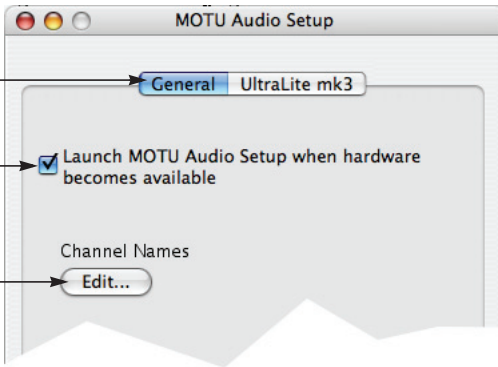 MOTU Audio Setup
General UltraLite mk3
Launch MOTU Audio Setup when hardware
becomes available
Channel Names
Edit...